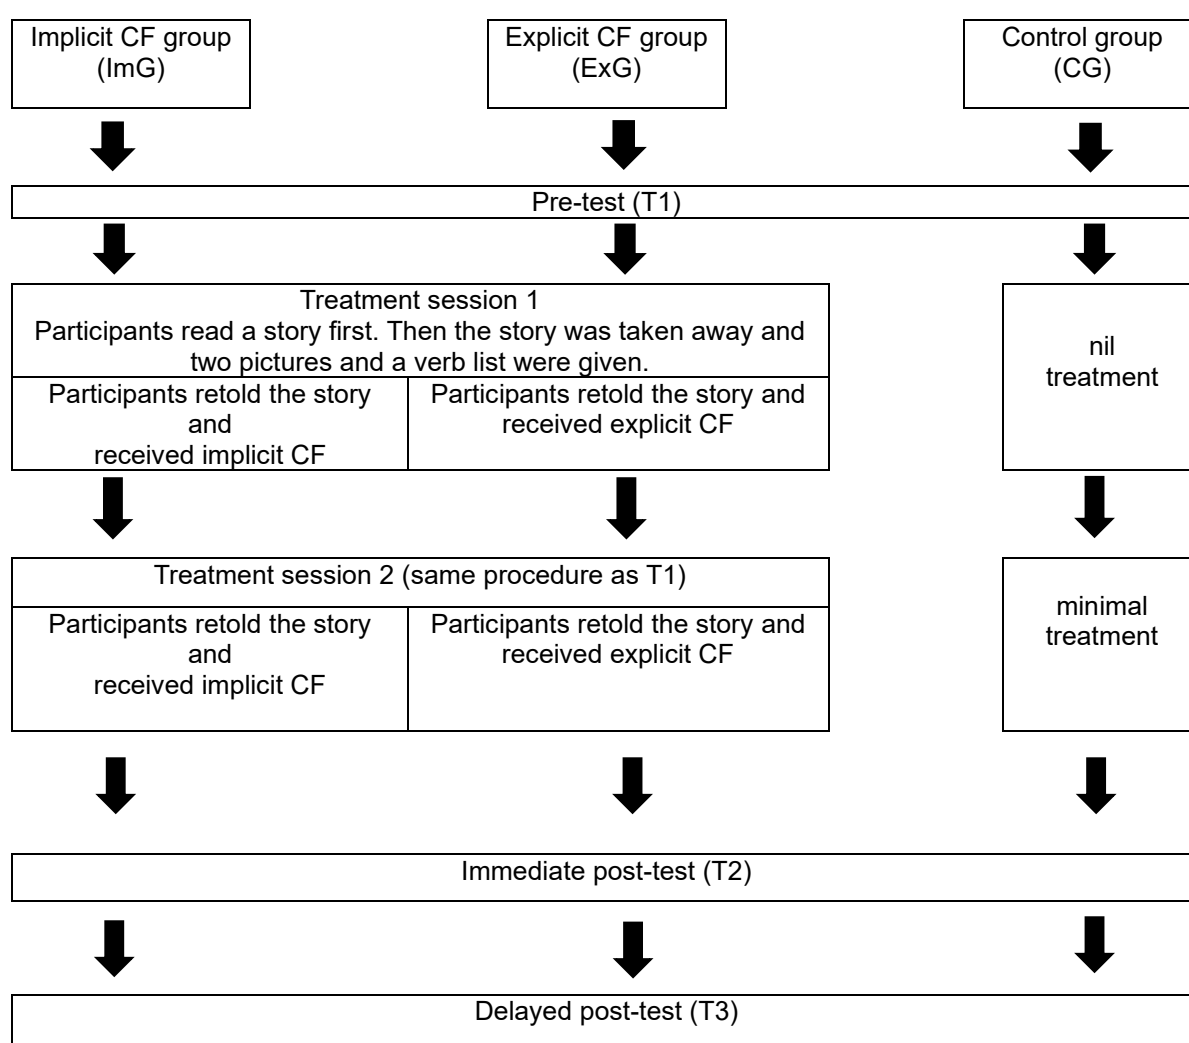 Implicit CF group
(ImG)
Explicit CF group
(ExG)
Control group
(CG)
Pre-test (T1)
Treatment session 1
Participants read a story first. Then the story was taken away and
two pictures and a verb list were given.
Participants retold the story
and
received implicit CF
Participants retold the story and
received explicit CF
nil
treatment
Treatment session 2 (same procedure as T1)
Participants retold the story
and
received implicit CF
Participants retold the story and
received explicit CF
minimal
treatment
Immediate post-test (T2)
Delayed post-test (T3)